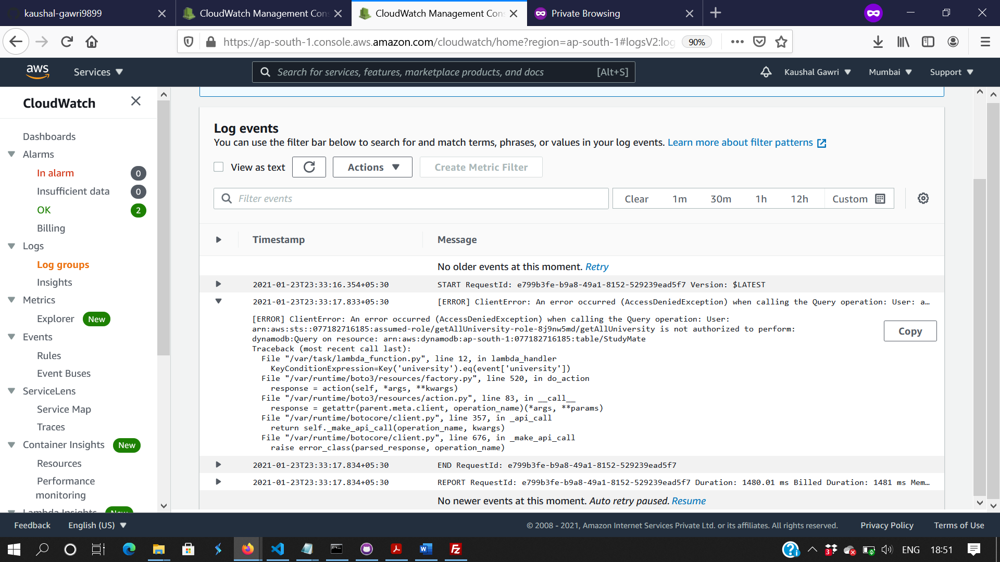 kaushal-gawri9899
CloudWatch Management Con
CloudWatch Management Con
Private Browsing
https://ap-south-1.console.aws.amazon.com/cloudwatch/home?region=ap-south-1#logsV2:log
90%
aws
Services
Search for services, features, marketplace products, and docs
[Alt+S]
Kaushal Gawri
Mumbai
Support
CloudWatch
Dashboards
Alarms
In alarm
0
Insufficient data
0
OK
2
Billing
Logs
Log groups
Insights
Metrics
Explorer
New
Events
Rules
Event Buses
ServiceLens
Service Map
Traces
Container Insights
New
Resources
Performance
monitoring
Lambda Insights
New
Log events
You can use the filter bar below to search for and match terms, phrases, or values in your log events. Learn more about filter patterns
View as text
Actions
Create Metric Filter
Filter events
Clear
1m
30m
1h
12h
Custom
Timestamp
Message
No older events at this moment. Retry
2021-01-23T23:33:16.354+05:30
START RequestId: e799b3fe-b9a8-49a1-8152-529239ead5f7 Version: $LATEST
2021-01-23T23:33:17.833+05:30
[ERROR] ClientError: An error occurred (AccessDeniedException) when calling the Query operation: User: a…
[ERROR] ClientError: An error occurred (AccessDeniedException) when calling the Query operation: User:
arn:aws:sts::077182716185:assumed-role/getAllUniversity-role-8j9nw5md/getAllUniversity is not authorized to perform:
dynamodb:Query on resource: arn:aws:dynamodb:ap-south-1:077182716185:table/StudyMate
Traceback (most recent call last):
File "/var/task/lambda_function.py", line 12, in lambda_handler
KeyConditionExpression=Key('university').eq(event['university'])
File "/var/runtime/boto3/resources/factory.py", line 520, in do_action
response = action(self, *args, **kwargs)
File "/var/runtime/boto3/resources/action.py", line 83, in __call__
response = getattr(parent.meta.client, operation_name)(*args, **params)
File "/var/runtime/botocore/client.py", line 357, in _api_call
return self._make_api_call(operation_name, kwargs)
File "/var/runtime/botocore/client.py", line 676, in _make_api_call
raise error_class(parsed_response, operation_name)
Copy
2021-01-23T23:33:17.834+05:30
END RequestId: e799b3fe-b9a8-49a1-8152-529239ead5f7
2021-01-23T23:33:17.834+05:30
REPORT RequestId: e799b3fe-b9a8-49a1-8152-529239ead5f7 Duration: 1480.01 ms Billed Duration: 1481 ms Mem…
No newer events at this moment. Auto retry paused. Resume
Feedback
English (US)
© 2008 - 2021, Amazon Internet Services Private Ltd. or its affiliates. All rights reserved.
Privacy Policy
Terms of Use
3
ENG
18:51